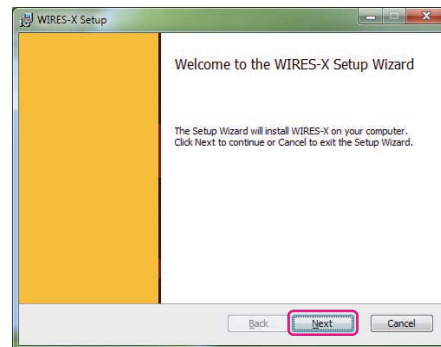 WIRES-X Setup
Welcome to the WIRES-X Setup Wizard
The Setup Wizard will install WIRES-X on your computer.
Click Next to continue or Cancel to exit the Setup Wizard.
Back Next Cancel